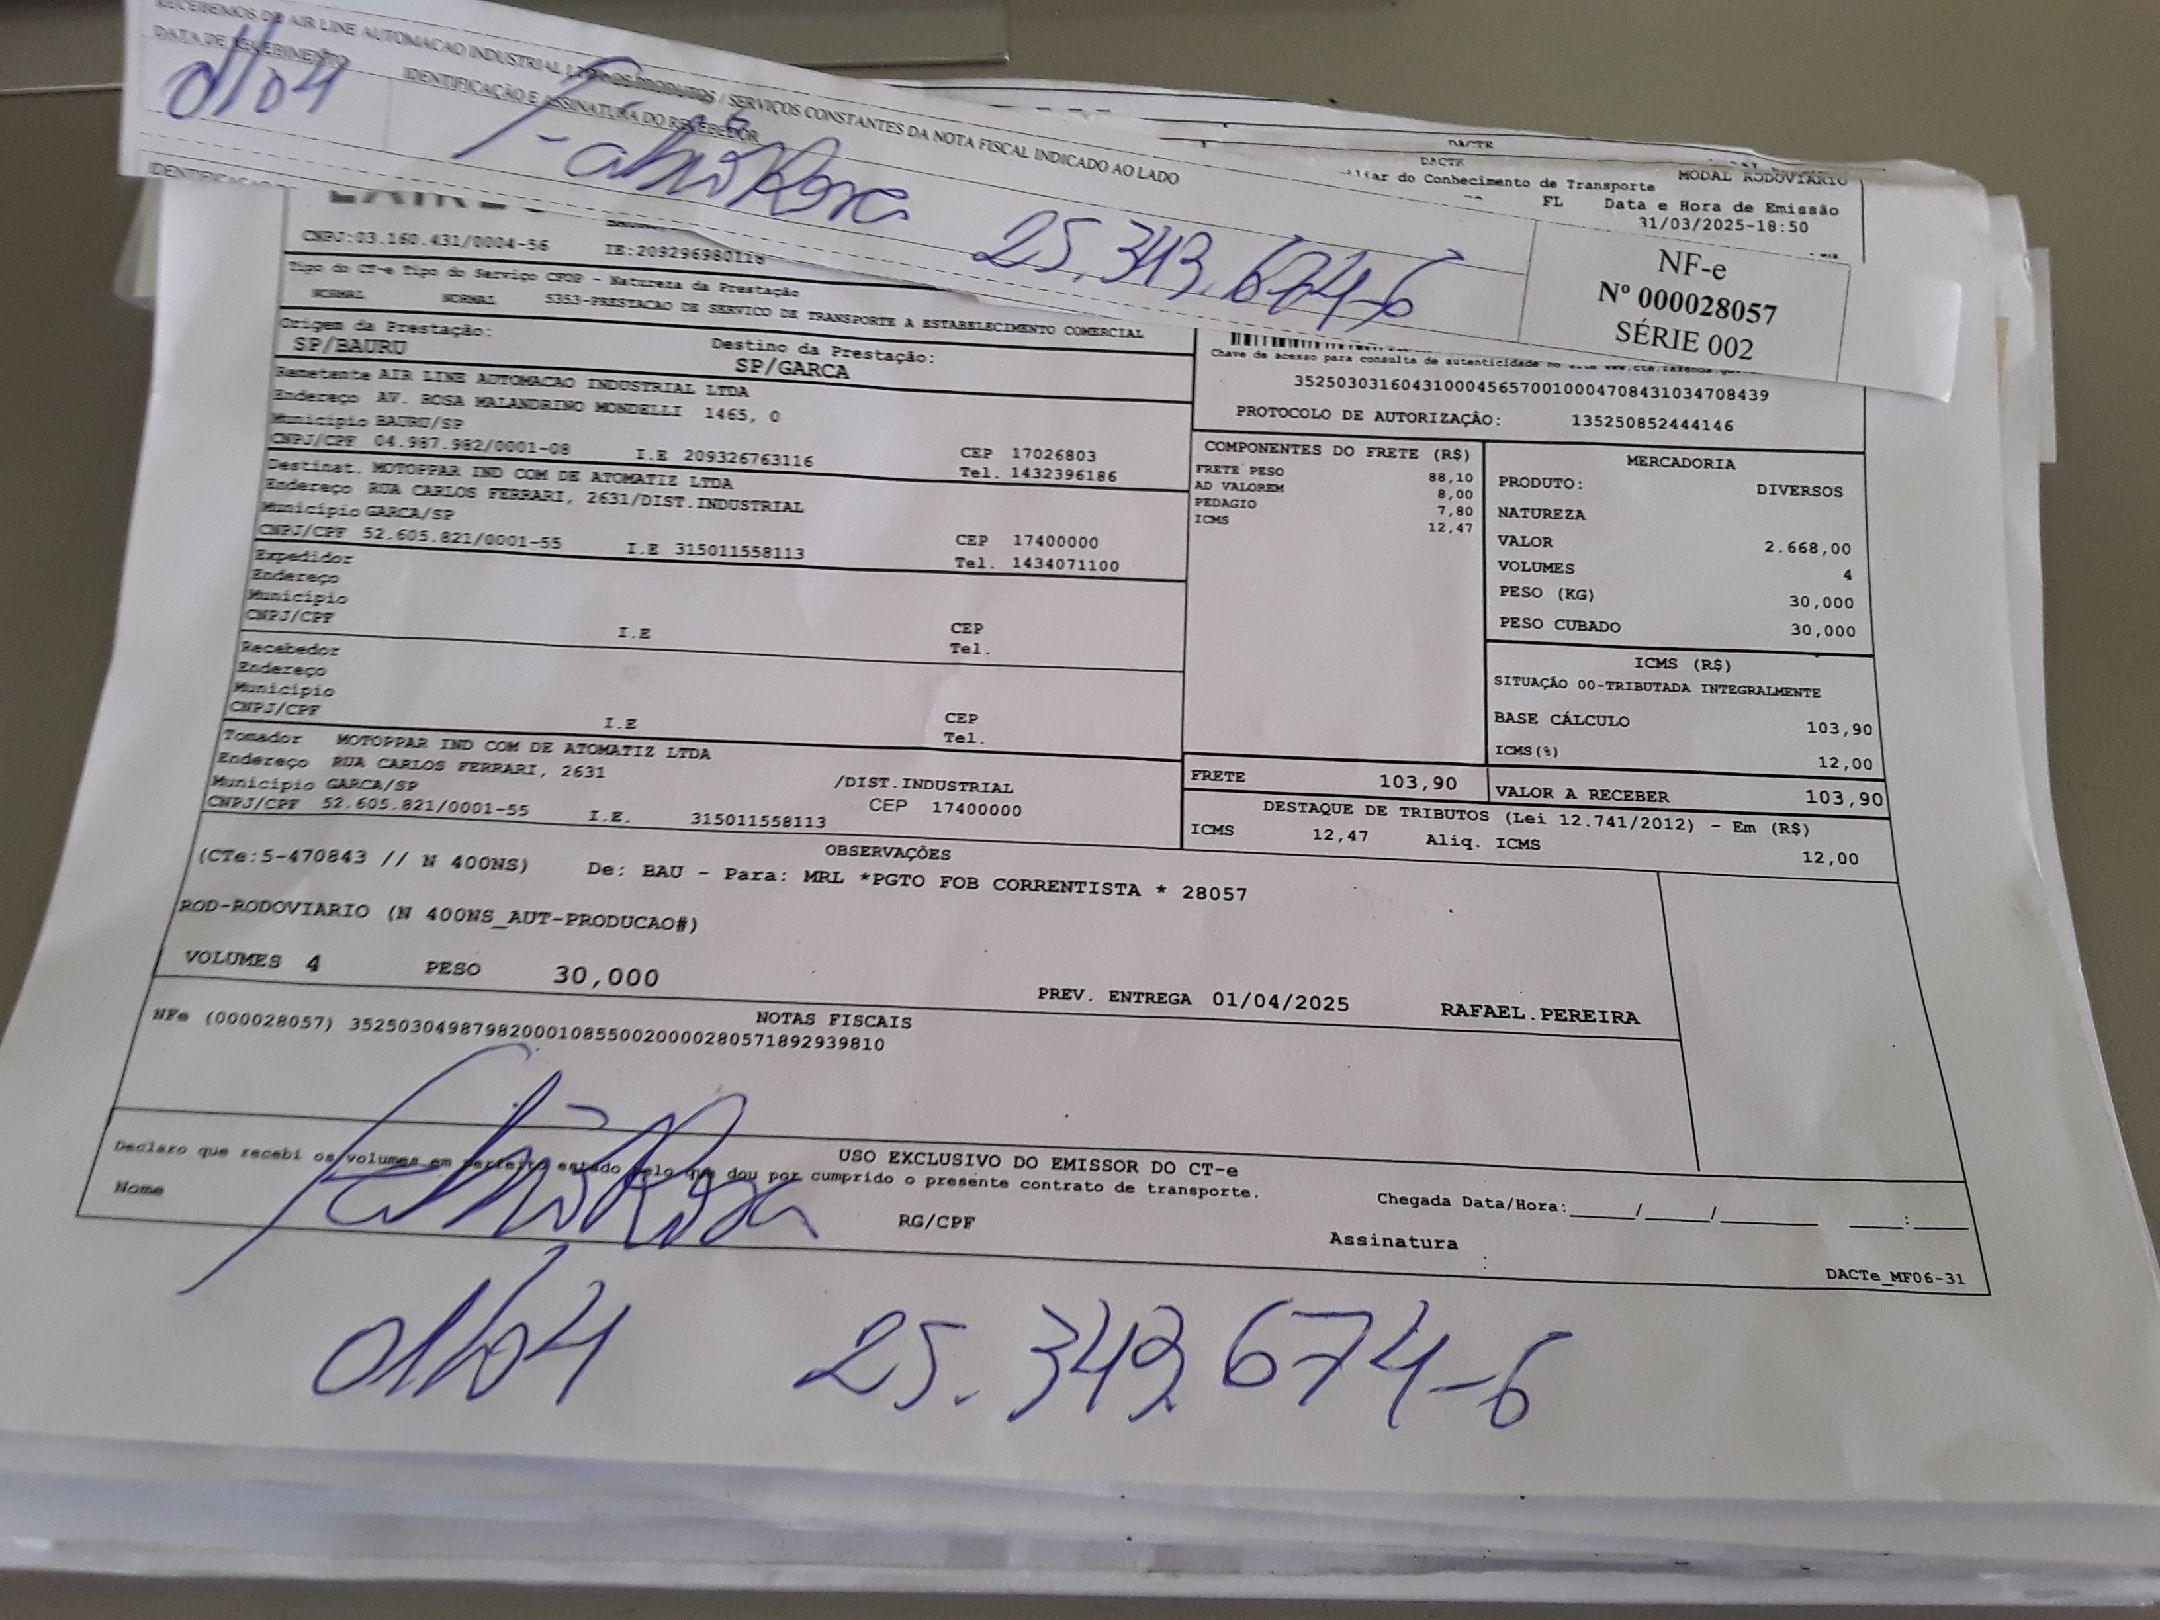 RECEBEMOS DE AIR LINE AUTOMACAO INDUSTRIAL LTDA OS PRODUTOS / SERVIÇOS CONSTANTES DA NOTA FISCAL INDICADO AO LADO
DATA DE RECEBIMENTO
IDENTIFICAÇÃO E ASSINATURA DO RECEBEDOR
01/04
Fabio Rosa
25.343.674-6
NF-e
Nº 000028057
SÉRIE 002
DACTE
DACTE
MODAL RODOVIARIO
do Conhecimento de Transporte
FL
Data e Hora de Emissão
31/03/2025-18:50
CNPJ:03.160.431/0004-56 IE:209296980118
Tipo do CT-e Tipo do Serviço CFOP - Natureza da Prestação
NORMAL NORMAL 5353-PRESTACAO DE SERVICO DE TRANSPORTE A ESTABELECIMENTO COMERCIAL
Origem da Prestação: Destino da Prestação:
SP/BAURU SP/GARCA
Chave de acesso para consulta de autenticidade no site www.cte.fazenda.gov
35250303160431000456570010004708431034708439
PROTOCOLO DE AUTORIZAÇÃO: 135250852444146
Remetente AIR LINE AUTOMACAO INDUSTRIAL LTDA
Endereço AV. ROSA MALANDRINO MONDELLI 1465, 0
Município BAURU/SP CEP 17026803
CNPJ/CPF 04.987.982/0001-08 I.E 209326763116 Tel. 1432396186
Destinat. MOTOPPAR IND COM DE ATOMATIZ LTDA
Endereço RUA CARLOS FERRARI, 2631/DIST.INDUSTRIAL
Município GARCA/SP CEP 17400000
CNPJ/CPF 52.605.821/0001-55 I.E 315011558113 Tel. 1434071100
Expedidor
Endereço
Município CEP
CNPJ/CPF I.E Tel.
Recebedor
Endereço
Município CEP
CNPJ/CPF I.E Tel.
Tomador MOTOPPAR IND COM DE ATOMATIZ LTDA
Endereço RUA CARLOS FERRARI, 2631 /DIST.INDUSTRIAL
Município GARCA/SP CEP 17400000
CNPJ/CPF 52.605.821/0001-55 I.E. 315011558113
COMPONENTES DO FRETE (R$)
FRETE PESO 88,10
AD VALOREM 8,00
PEDAGIO 7,80
ICMS 12,47
MERCADORIA
PRODUTO: DIVERSOS
NATUREZA
VALOR 2.668,00
VOLUMES 4
PESO (KG) 30,000
PESO CUBADO 30,000
ICMS (R$)
SITUAÇÃO 00-TRIBUTADA INTEGRALMENTE
BASE CÁLCULO 103,90
ICMS(%) 12,00
FRETE 103,90 VALOR A RECEBER 103,90
DESTAQUE DE TRIBUTOS (Lei 12.741/2012) - Em (R$)
ICMS 12,47 Aliq. ICMS 12,00
OBSERVAÇÕES
(CTe:5-470843 // N 400NS) De: BAU - Para: MRL *PGTO FOB CORRENTISTA * 28057
ROD-RODOVIARIO (N 400NS_AUT-PRODUCAO#)
VOLUMES 4 PESO 30,000 PREV. ENTREGA 01/04/2025 RAFAEL.PEREIRA
NOTAS FISCAIS
NFe (000028057) 35250304987982000108550020000280571892939810
USO EXCLUSIVO DO EMISSOR DO CT-e
Declaro que recebi os volumes em perfeito estado pelo que dou por cumprido o presente contrato de transporte.
Chegada Data/Hora:_____/_____/_______ ____:____
Nome RG/CPF Assinatura
Fabio Rosa
DACTe_MF06-31
01/04 25.343.674-6